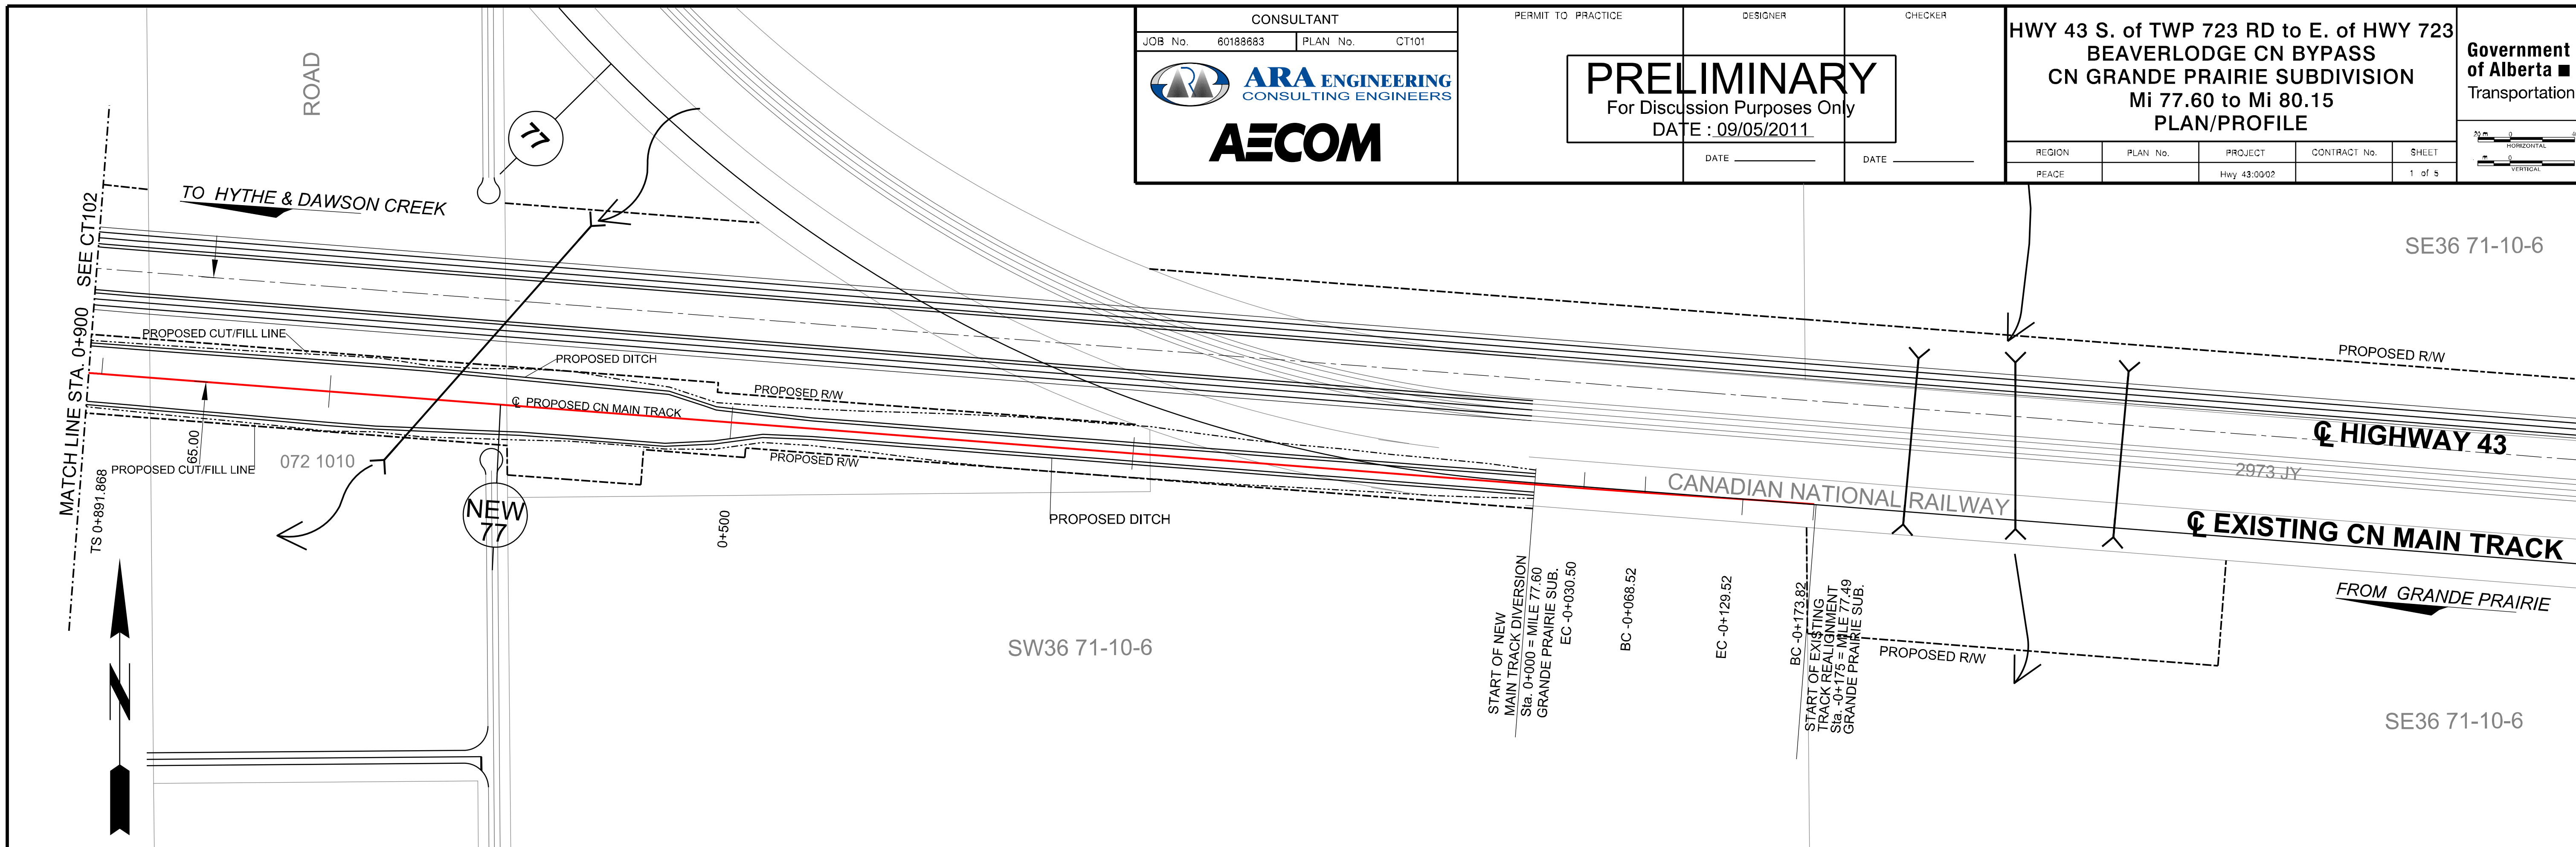 CONSULTANT
JOB No. 60188683 PLAN No. CT101
ARA ENGINEERING
CONSULTING ENGINEERS
AECOM
PERMIT TO PRACTICE
DESIGNER
CHECKER
PRELIMINARY
For Discussion Purposes Only
DATE : 09/05/2011
DATE
DATE
HWY 43 S. of TWP 723 RD to E. of HWY 723
BEAVERLODGE CN BYPASS
CN GRANDE PRAIRIE SUBDIVISION
Mi 77.60 to Mi 80.15
PLAN/PROFILE
REGION PLAN No. PROJECT CONTRACT No. SHEET
PEACE Hwy 43:00/02 1 of 5
Government
of Alberta
Transportation
20 m 0
HORIZONTAL
m 0
VERTICAL
ROAD
77
TO HYTHE & DAWSON CREEK
MATCH LINE STA. 0+900 SEE CT102
SE36 71-10-6
PROPOSED CUT/FILL LINE
PROPOSED DITCH
PROPOSED R/W
PROPOSED R/W
℄ PROPOSED CN MAIN TRACK
65.00
072 1010
PROPOSED CUT/FILL LINE
TS 0+891.868
PROPOSED R/W
NEW
77
0+500
PROPOSED DITCH
℄ HIGHWAY 43
2973 JY
CANADIAN NATIONAL RAILWAY
℄ EXISTING CN MAIN TRACK
FROM GRANDE PRAIRIE
START OF NEW
MAIN TRACK DIVERSION
Sta. 0+000 = MILE 77.60
GRANDE PRAIRIE SUB.
EC -0+030.50
BC -0+068.52
EC -0+129.52
BC -0+173.82
START OF EXISTING
TRACK REALIGNMENT
Sta. -0+175 = MILE 77.49
GRANDE PRAIRIE SUB.
PROPOSED R/W
SW36 71-10-6
SE36 71-10-6
N